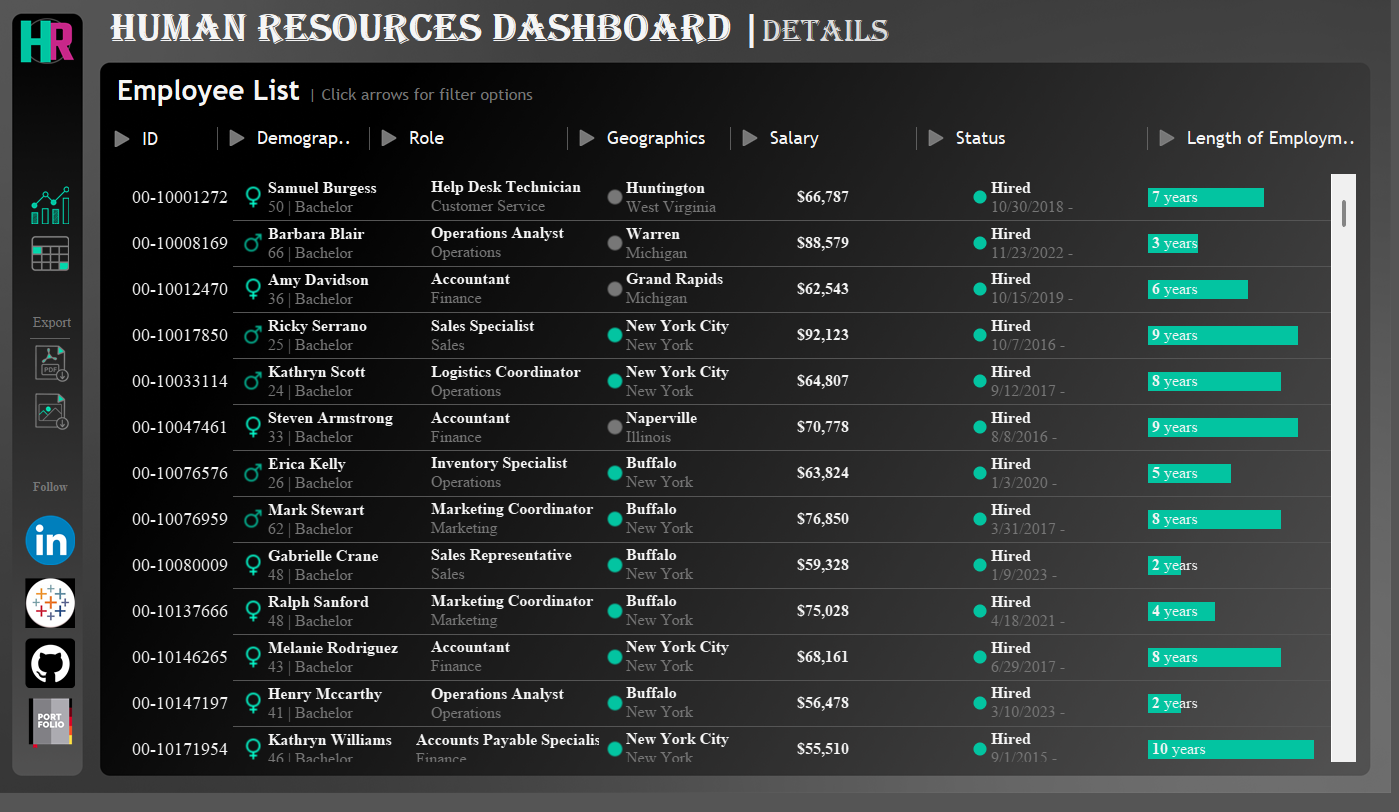 HR
HUMAN RESOURCES DASHBOARD | DETAILS
Employee List | Click arrows for filter options
ID Demograp.. Role Geographics Salary Status Length of Employm..
00-10001272 Samuel Burgess Help Desk Technician Huntington $66,787 Hired 7 years
50 | Bachelor Customer Service West Virginia 10/30/2018 -
00-10008169 Barbara Blair Operations Analyst Warren $88,579 Hired 3 years
66 | Bachelor Operations Michigan 11/23/2022 -
00-10012470 Amy Davidson Accountant Grand Rapids $62,543 Hired 6 years
36 | Bachelor Finance Michigan 10/15/2019 -
00-10017850 Ricky Serrano Sales Specialist New York City $92,123 Hired 9 years
25 | Bachelor Sales New York 10/7/2016 -
00-10033114 Kathryn Scott Logistics Coordinator New York City $64,807 Hired 8 years
24 | Bachelor Operations New York 9/12/2017 -
00-10047461 Steven Armstrong Accountant Naperville $70,778 Hired 9 years
33 | Bachelor Finance Illinois 8/8/2016 -
00-10076576 Erica Kelly Inventory Specialist Buffalo $63,824 Hired 5 years
26 | Bachelor Operations New York 1/3/2020 -
00-10076959 Mark Stewart Marketing Coordinator Buffalo $76,850 Hired 8 years
62 | Bachelor Marketing New York 3/31/2017 -
00-10080009 Gabrielle Crane Sales Representative Buffalo $59,328 Hired 2 years
48 | Bachelor Sales New York 1/9/2023 -
00-10137666 Ralph Sanford Marketing Coordinator Buffalo $75,028 Hired 4 years
48 | Bachelor Marketing New York 4/18/2021 -
00-10146265 Melanie Rodriguez Accountant New York City $68,161 Hired 8 years
43 | Bachelor Finance New York 6/29/2017 -
00-10147197 Henry Mccarthy Operations Analyst Buffalo $56,478 Hired 2 years
41 | Bachelor Operations New York 3/10/2023 -
00-10171954 Kathryn Williams Accounts Payable Specialis New York City $55,510 Hired 10 years
46 | Bachelor Finance New York 9/1/2015 -
Export
PDF
Follow
in
PORT
FOLIO